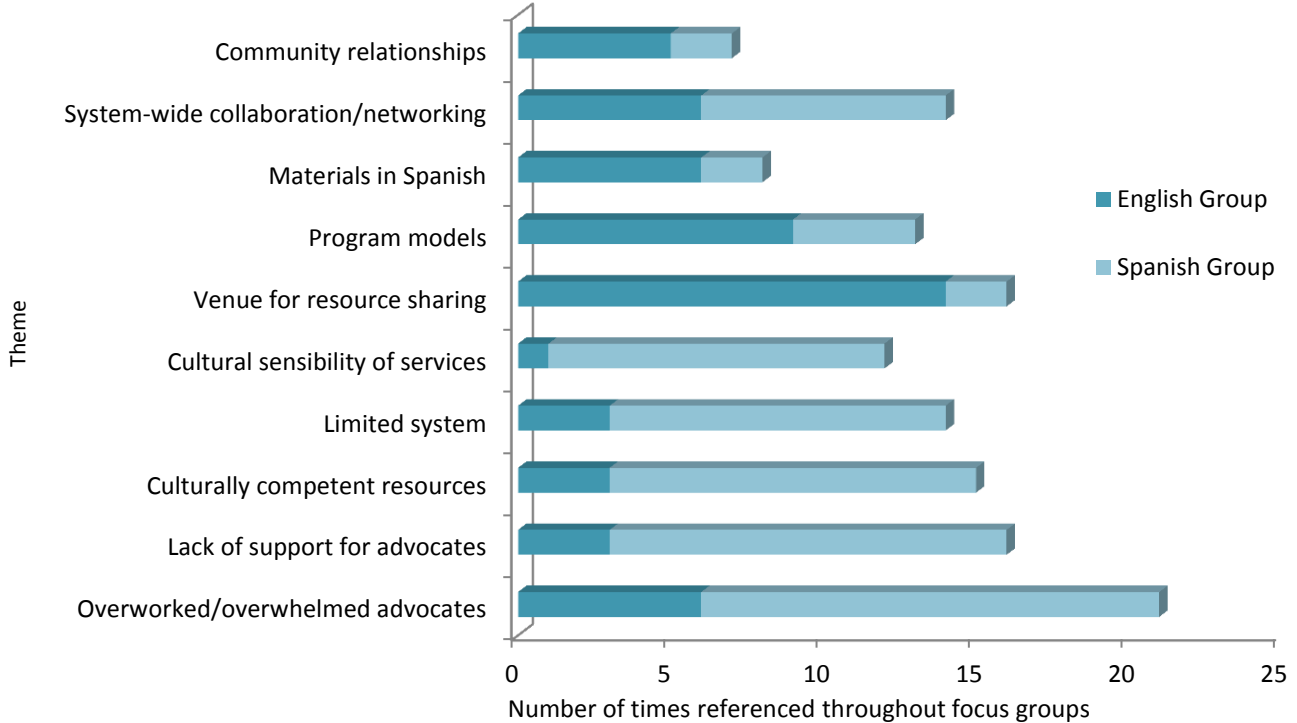 Community relationships
System-wide collaboration/networking
Materials in Spanish
Program models
Venue for resource sharing
Cultural sensibility of services
Limited system
Culturally competent resources
Lack of support for advocates
Overworked/overwhelmed advocates
Theme
English Group
Spanish Group
0 5 10 15 20 25
Number of times referenced throughout focus groups